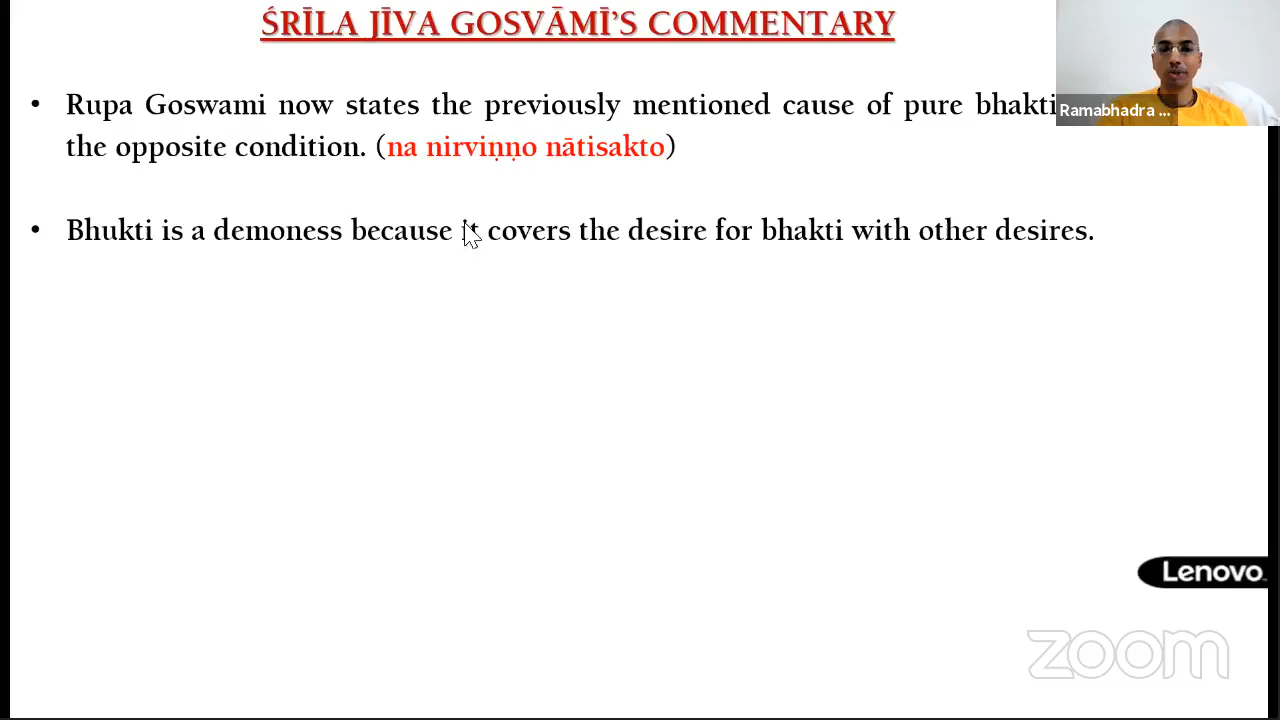 ŚRĪLA JĪVA GOSVĀMĪ’S COMMENTARY
• Rupa Goswami now states the previously mentioned cause of pure bhakti
the opposite condition. (na nirviṇṇo nātisakto)
• Bhukti is a demoness because it covers the desire for bhakti with other desires.
Ramabhadra ...
Lenovo
zoom